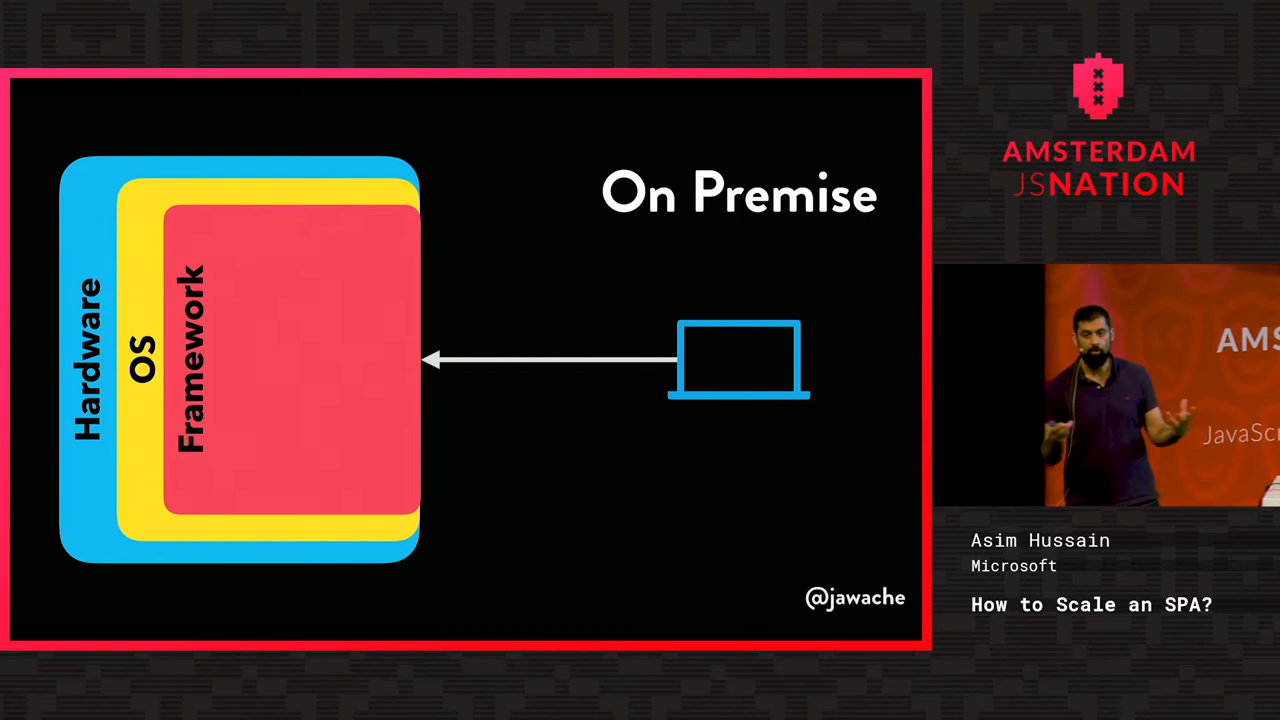 On Premise
Hardware
OS
Framework
@jawache
AMSTERDAM
JSNATION
AMS
JavaScr
Asim Hussain
Microsoft
How to Scale an SPA?